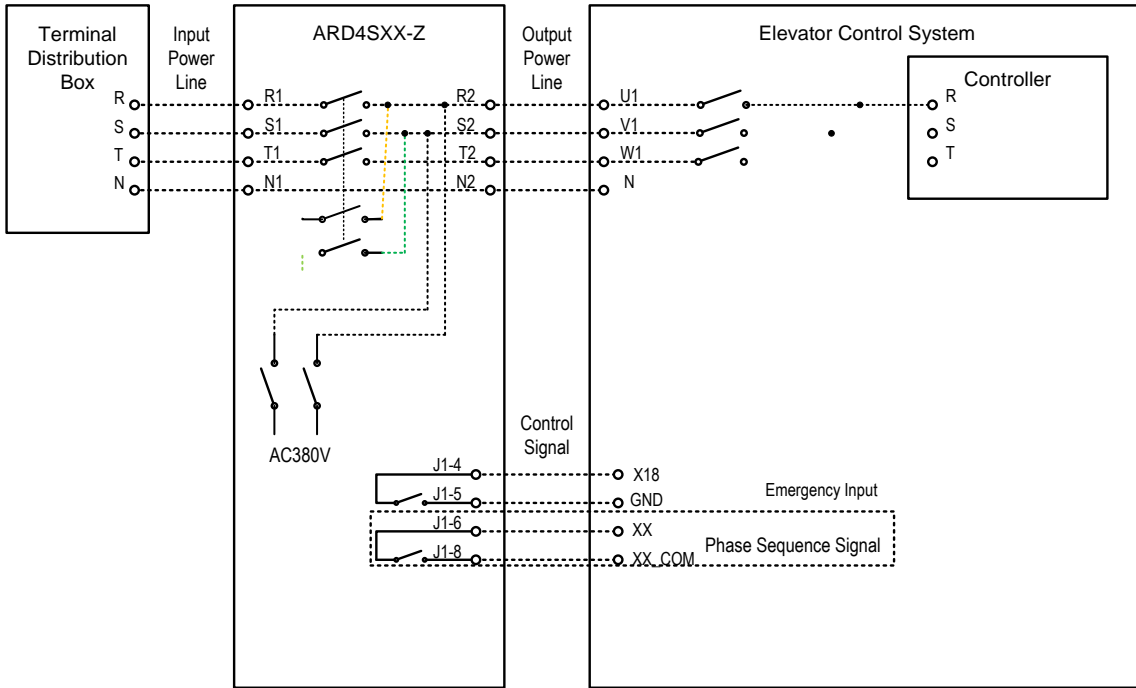 Terminal
Distribution
Box
Input
Power
Line
ARD4SXX-Z
Output
Power
Line
Elevator Control System
Controller
R
R1
R2
U1
R
S
S1
S2
V1
S
T
T1
T2
W1
T
N
N1
N2
N
AC380V
Control
Signal
J1-4
X18
J1-5
GND
Emergency Input
J1-6
XX
Phase Sequence Signal
J1-8
XX_COM